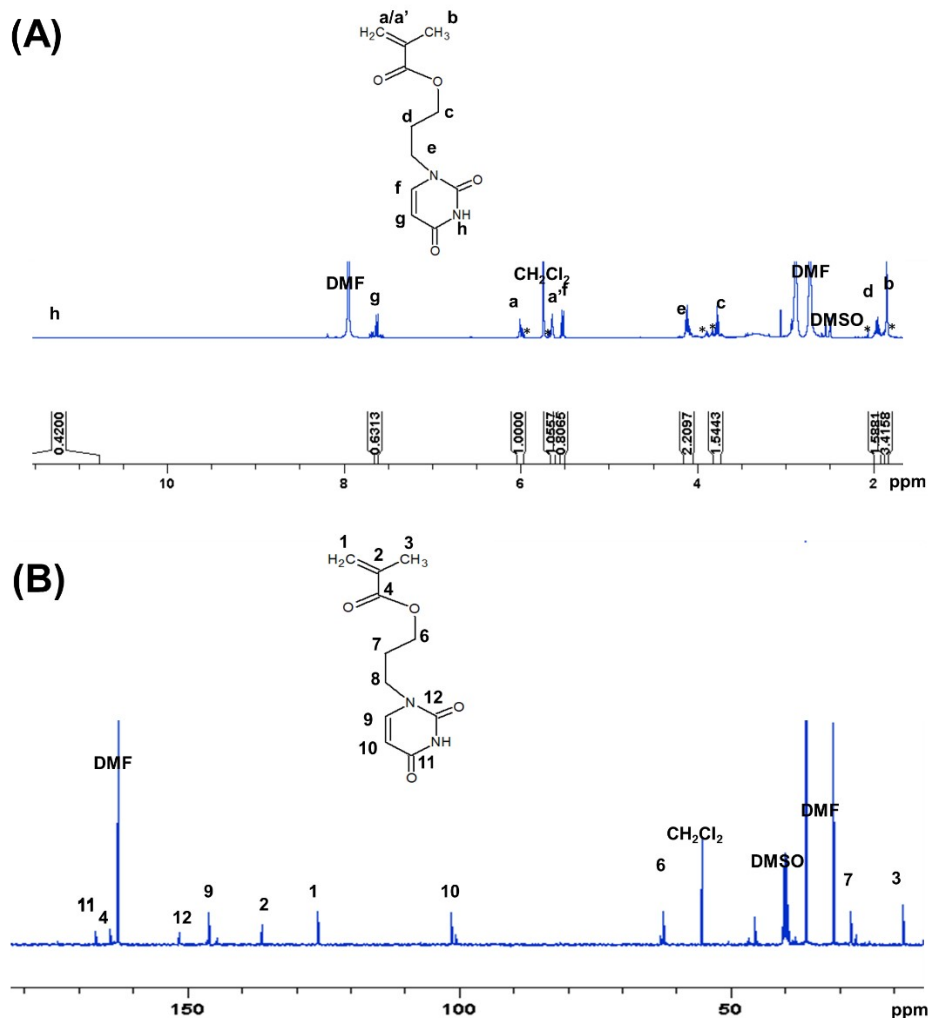 (A)
a/a'
b
H₂C
CH₃
O
O
d
c
e
f
N
O
g
NH
h
O
h
DMF
g
a
*
CH₂Cl₂
a'f
*
e
*
*
c
DMF
DMSO
*
d
b
*
0.4200
0.6313
1.0000
1.0557
0.8065
2.2097
1.5443
1.5881
3.4158
10
8
6
4
2
ppm
(B)
1
2
3
H₂C
CH₃
4
O
O
7
6
8
N
12
O
9
10
NH
11
O
DMF
11
4
12
9
2
1
10
6
CH₂Cl₂
DMSO
DMF
7
3
150
100
50
ppm